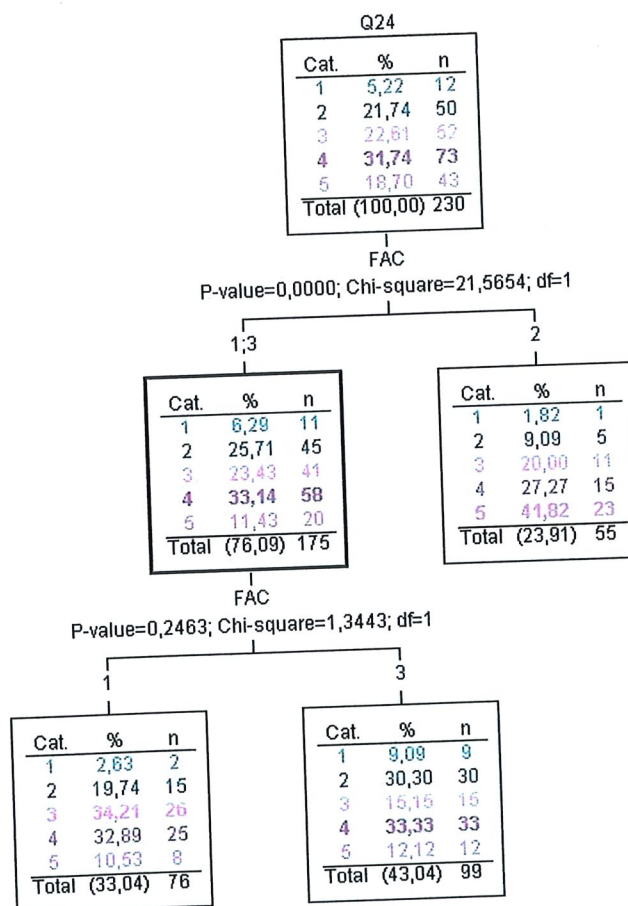 Q24
Cat. % n
1 5,22 12
2 21,74 50
3 22,61 52
4 31,74 73
5 18,70 43
Total (100,00) 230
FAC
P-value=0,0000; Chi-square=21,5654; df=1
1;3
2
Cat. % n
1 6,29 11
2 25,71 45
3 23,43 41
4 33,14 58
5 11,43 20
Total (76,09) 175
Cat. % n
1 1,82 1
2 9,09 5
3 20,00 11
4 27,27 15
5 41,82 23
Total (23,91) 55
FAC
P-value=0,2463; Chi-square=1,3443; df=1
1
3
Cat. % n
1 2,63 2
2 19,74 15
3 34,21 26
4 32,89 25
5 10,53 8
Total (33,04) 76
Cat. % n
1 9,09 9
2 30,30 30
3 15,15 15
4 33,33 33
5 12,12 12
Total (43,04) 99